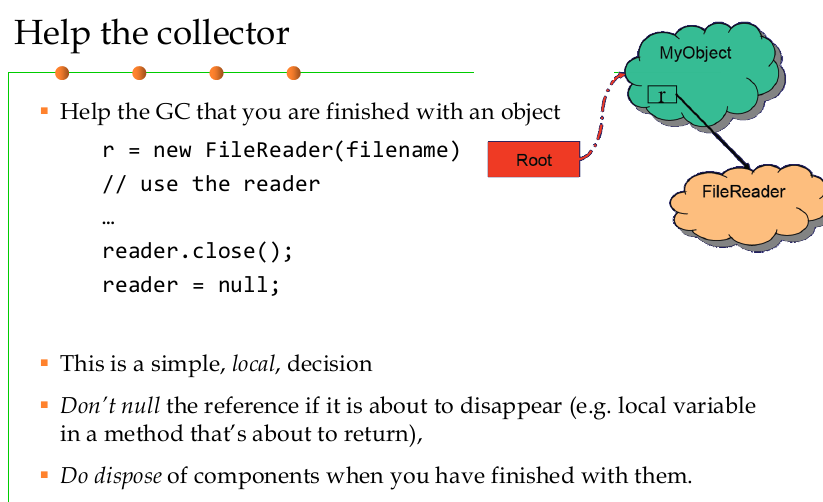 Help the collector
Help the GC that you are finished with an object
r = new FileReader(filename)
// use the reader
…
reader.close();
reader = null;
MyObject
r
Root
FileReader
This is a simple, local, decision
Don't null the reference if it is about to disappear (e.g. local variable
in a method that's about to return),
Do dispose of components when you have finished with them.